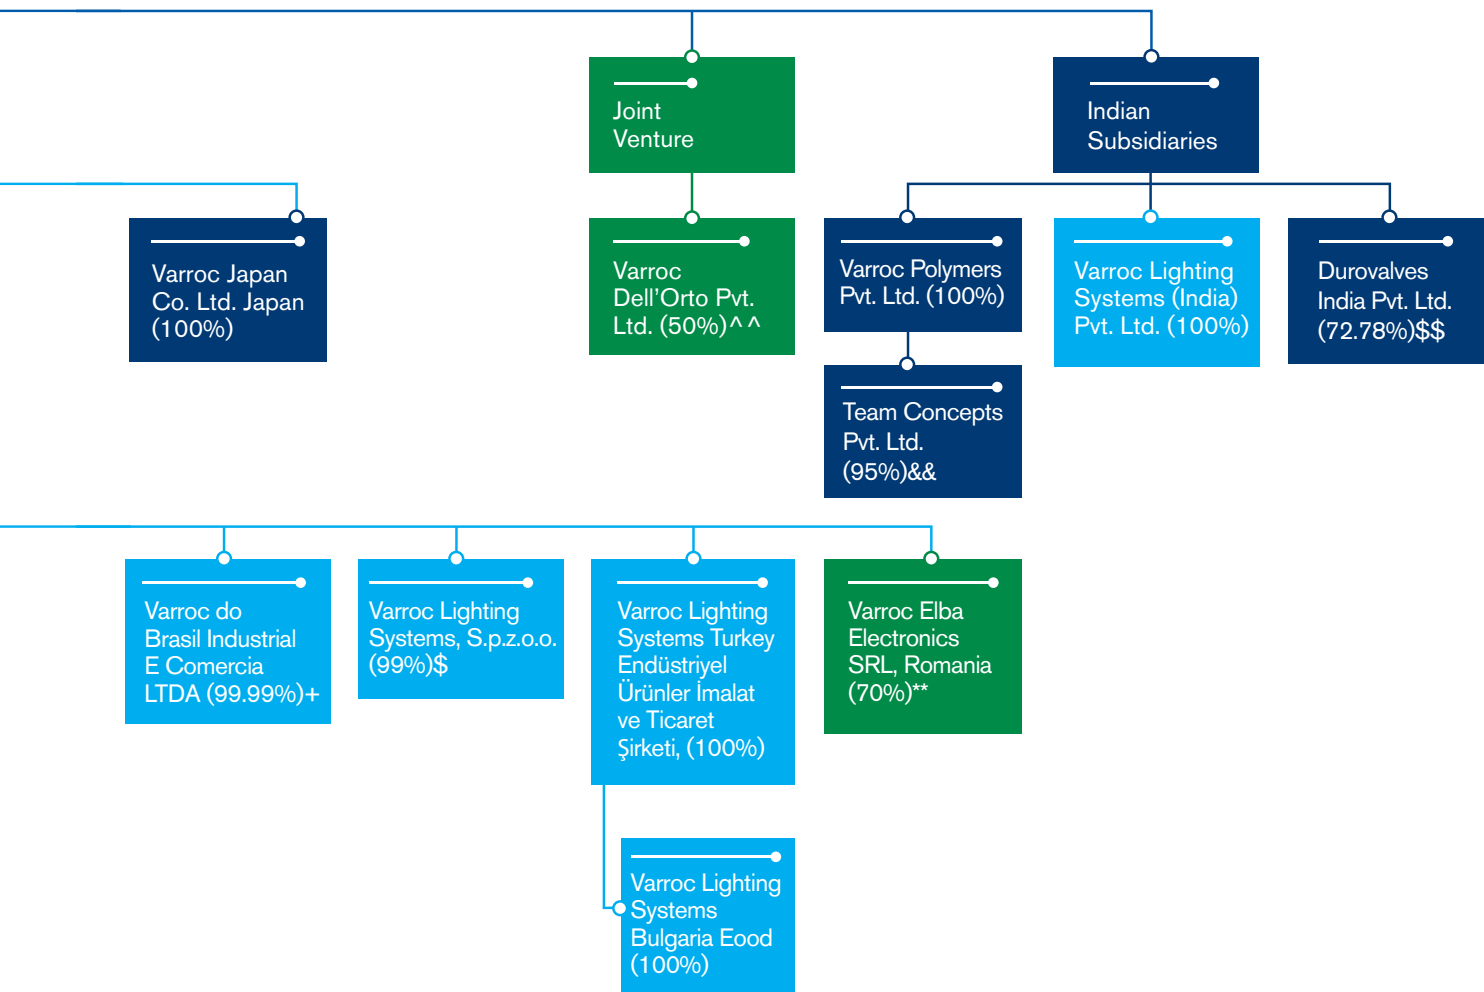 Joint
Venture
Indian
Subsidiaries
Varroc Japan
Co. Ltd. Japan
(100%)
Varroc
Dell'Orto Pvt.
Ltd. (50%)^^
Varroc Polymers
Pvt. Ltd. (100%)
Varroc Lighting
Systems (India)
Pvt. Ltd. (100%)
Durovalves
India Pvt. Ltd.
(72.78%)$$
Team Concepts
Pvt. Ltd.
(95%)&&
Varroc do
Brasil Industrial
E Comercia
LTDA (99.99%)+
Varroc Lighting
Systems, S.p.z.o.o.
(99%)$
Varroc Lighting
Systems Turkey
Endüstriyel
Ürünler İmalat
ve Ticaret
Şirketi, (100%)
Varroc Elba
Electronics
SRL, Romania
(70%)**
Varroc Lighting
Systems
Bulgaria Eood
(100%)